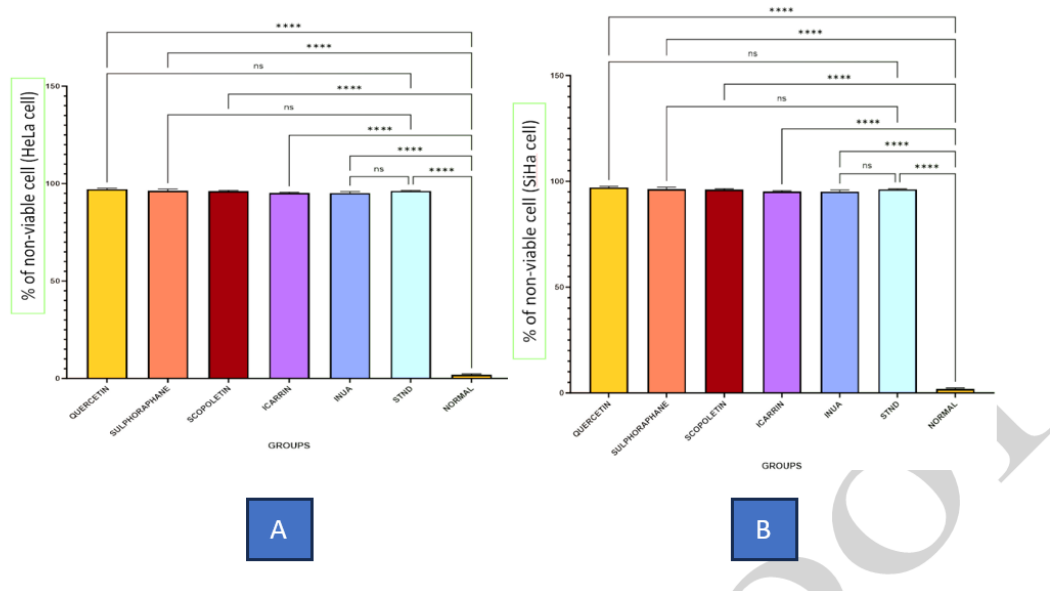 ****
****
ns
****
ns
****
****
ns
****
% of non-viable cell (HeLa cell)
150
100
50
0
QUERCETIN
SULPHORAPHANE
SCOPOLETIN
ICARRIN
INUA
STND
NORMAL
GROUPS
A
****
****
ns
****
ns
****
****
ns
****
% of non-viable cell (SiHa cell)
150
100
50
0
QUERCETIN
SULPHORAPHANE
SCOPOLETIN
ICARRIN
INUA
STND
NORMAL
GROUPS
B